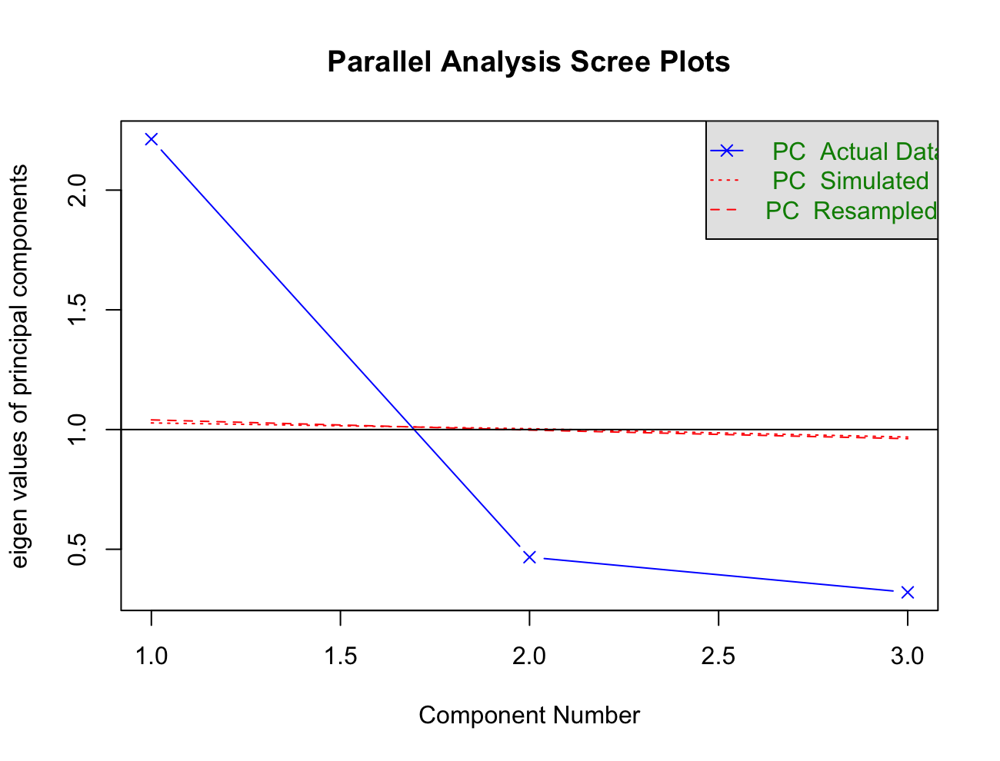 Parallel Analysis Scree Plots
PC Actual Data
PC Simulated
PC Resampled
eigen values of principal components
2.0
1.5
1.0
0.5
1.0 1.5 2.0 2.5 3.0
Component Number